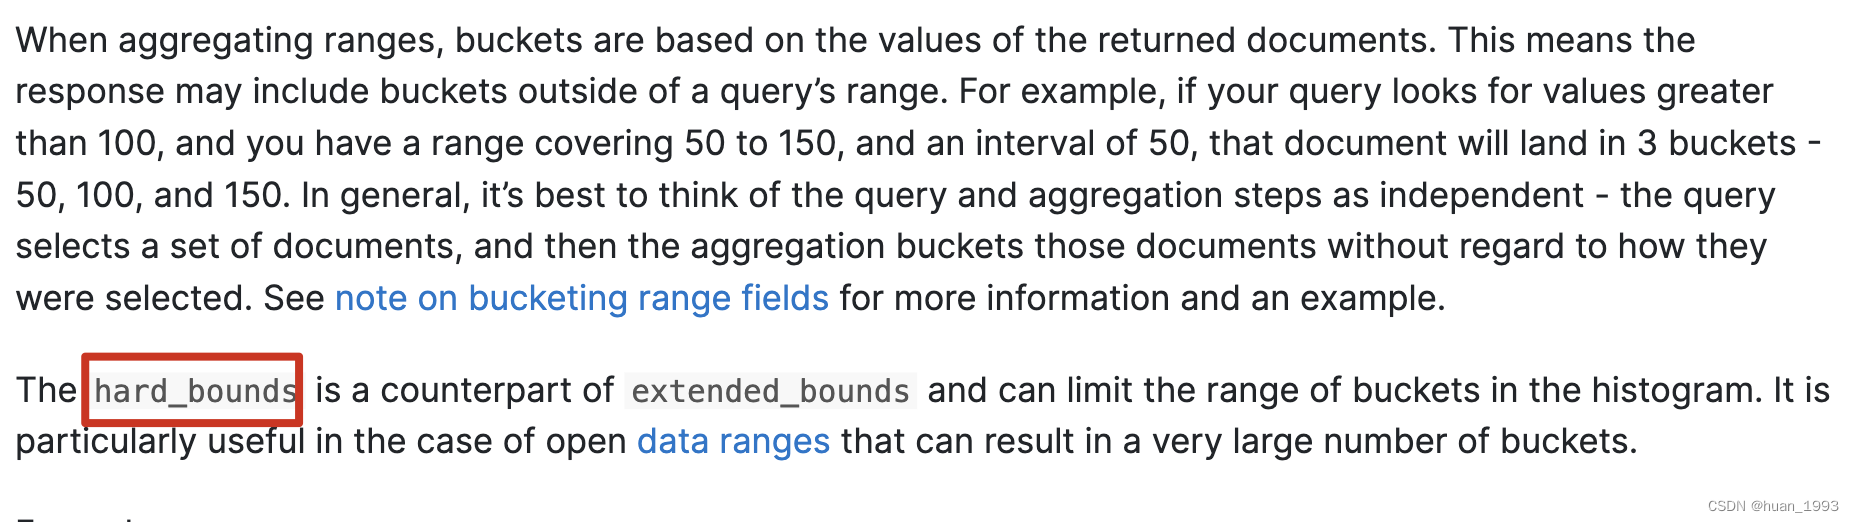 When aggregating ranges, buckets are based on the values of the returned documents. This means the
response may include buckets outside of a query’s range. For example, if your query looks for values greater
than 100, and you have a range covering 50 to 150, and an interval of 50, that document will land in 3 buckets -
50, 100, and 150. In general, it’s best to think of the query and aggregation steps as independent - the query
selects a set of documents, and then the aggregation buckets those documents without regard to how they
were selected. See note on bucketing range fields for more information and an example.
The hard_bounds is a counterpart of extended_bounds and can limit the range of buckets in the histogram. It is
particularly useful in the case of open data ranges that can result in a very large number of buckets.
CSDN @huan_1993